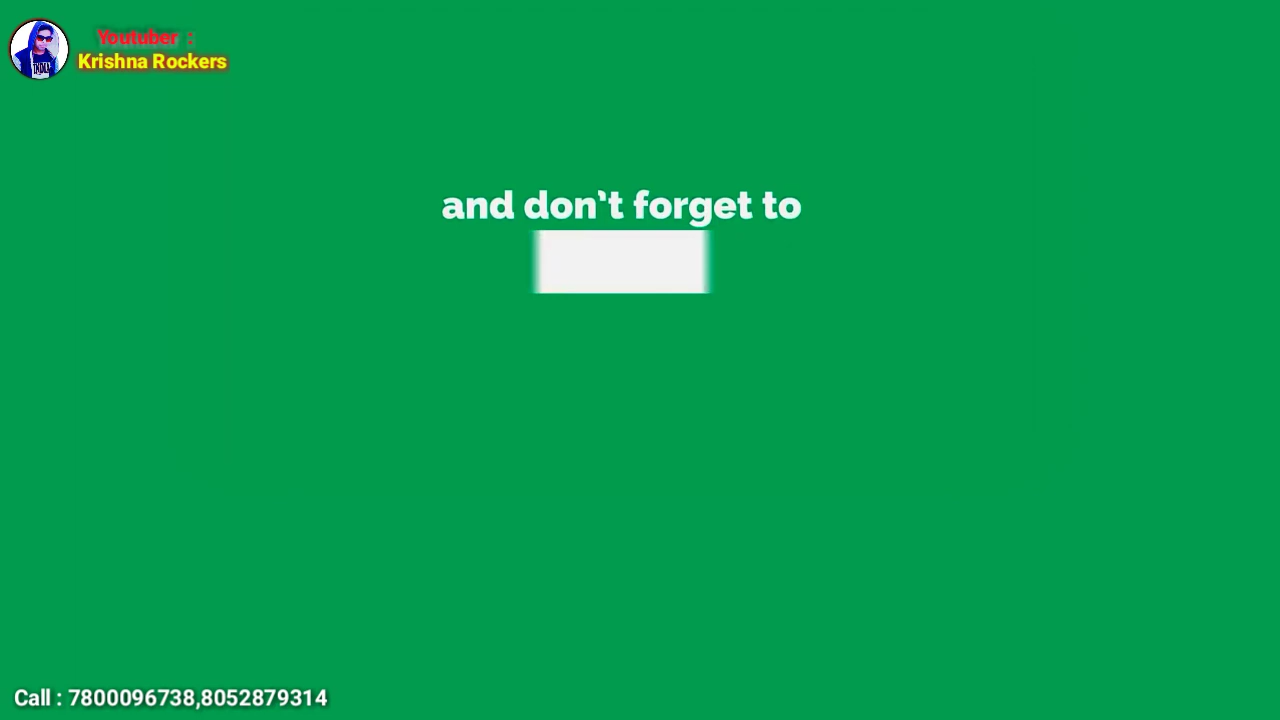 Youtuber :
Krishna Rockers
and don't forget to
Call : 7800096738,8052879314